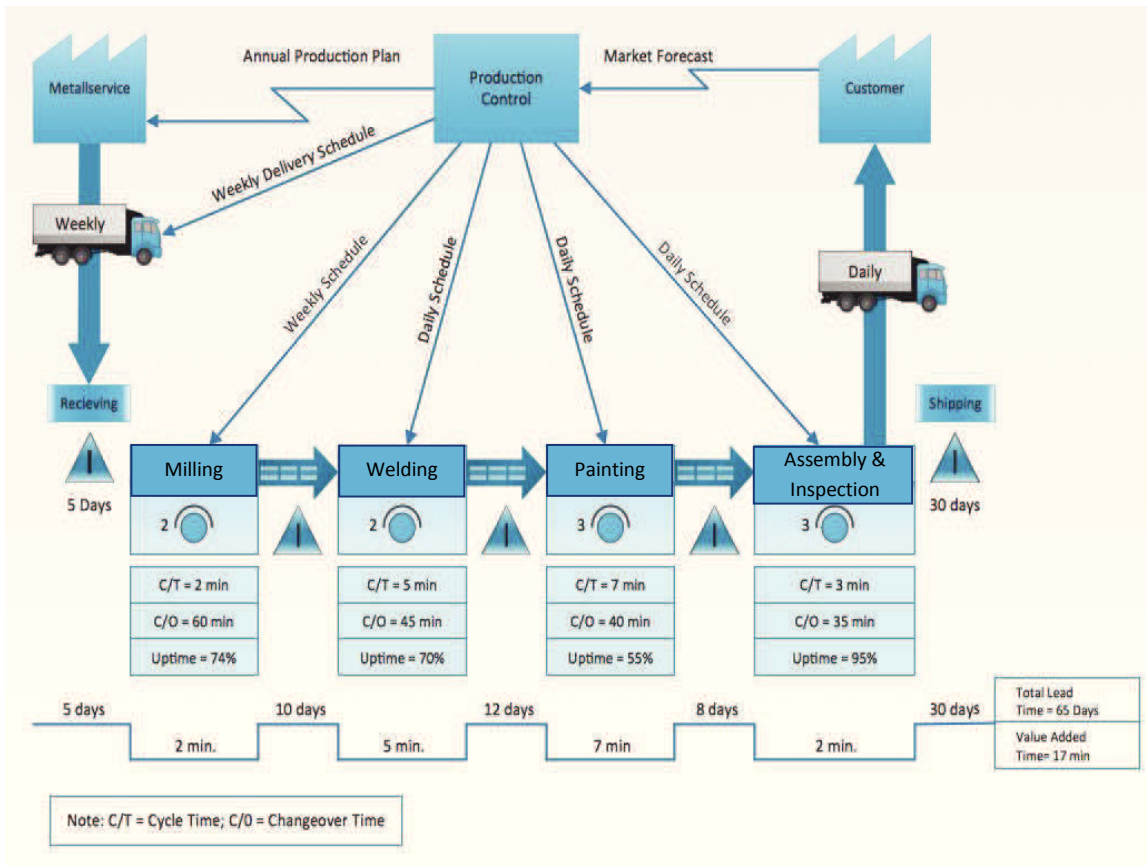 Annual Production Plan
Market Forecast
Metallservice
Production
Control
Customer
Weekly Delivery Schedule
Weekly
Weekly Schedule
Daily Schedule
Daily Schedule
Daily Schedule
Daily
Recieving
Shipping
Milling
Welding
Painting
Assembly &
Inspection
I
I
I
I
I
5 Days
30 days
2
2
3
3
C/T = 2 min
C/T = 5 min
C/T = 7 min
C/T = 3 min
C/O = 60 min
C/O = 45 min
C/O = 40 min
C/O = 35 min
Uptime = 74%
Uptime = 70%
Uptime = 55%
Uptime = 95%
5 days
10 days
12 days
8 days
30 days
2 min.
5 min.
7 min
2 min.
Total Lead
Time = 65 Days
Value Added
Time= 17 min
Note: C/T = Cycle Time; C/0 = Changeover Time